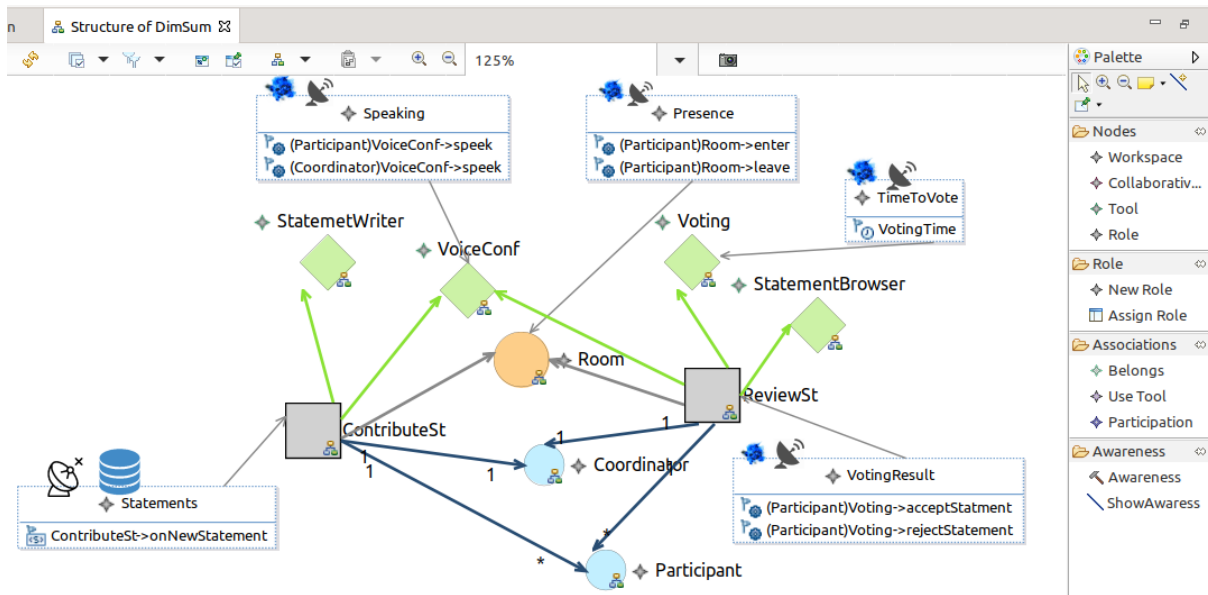 n
Structure of DimSum
125%
Palette
Nodes
Workspace
Collaborativ...
Tool
Role
Role
New Role
Assign Role
Associations
Belongs
Use Tool
Participation
Awareness
Awareness
ShowAwaress
Speaking
(Participant)VoiceConf->speek
(Coordinator)VoiceConf->speek
Presence
(Participant)Room->enter
(Participant)Room->leave
TimeToVote
VotingTime
StatemetWriter
VoiceConf
Voting
StatementBrowser
Room
ContributeSt
ReviewSt
1
1
1
1
1
1
Coordinator
*
*
Participant
Statements
ContributeSt->onNewStatement
VotingResult
(Participant)Voting->acceptStatment
(Participant)Voting->rejectStatement